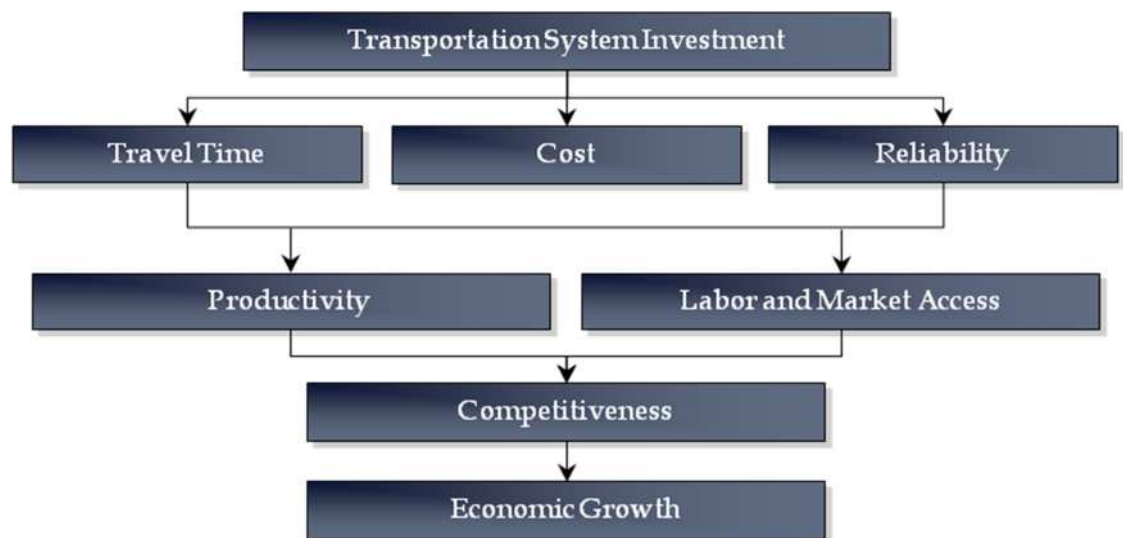 Transportation System Investment
Travel Time
Cost
Reliability
Productivity
Labor and Market Access
Competitiveness
Economic Growth